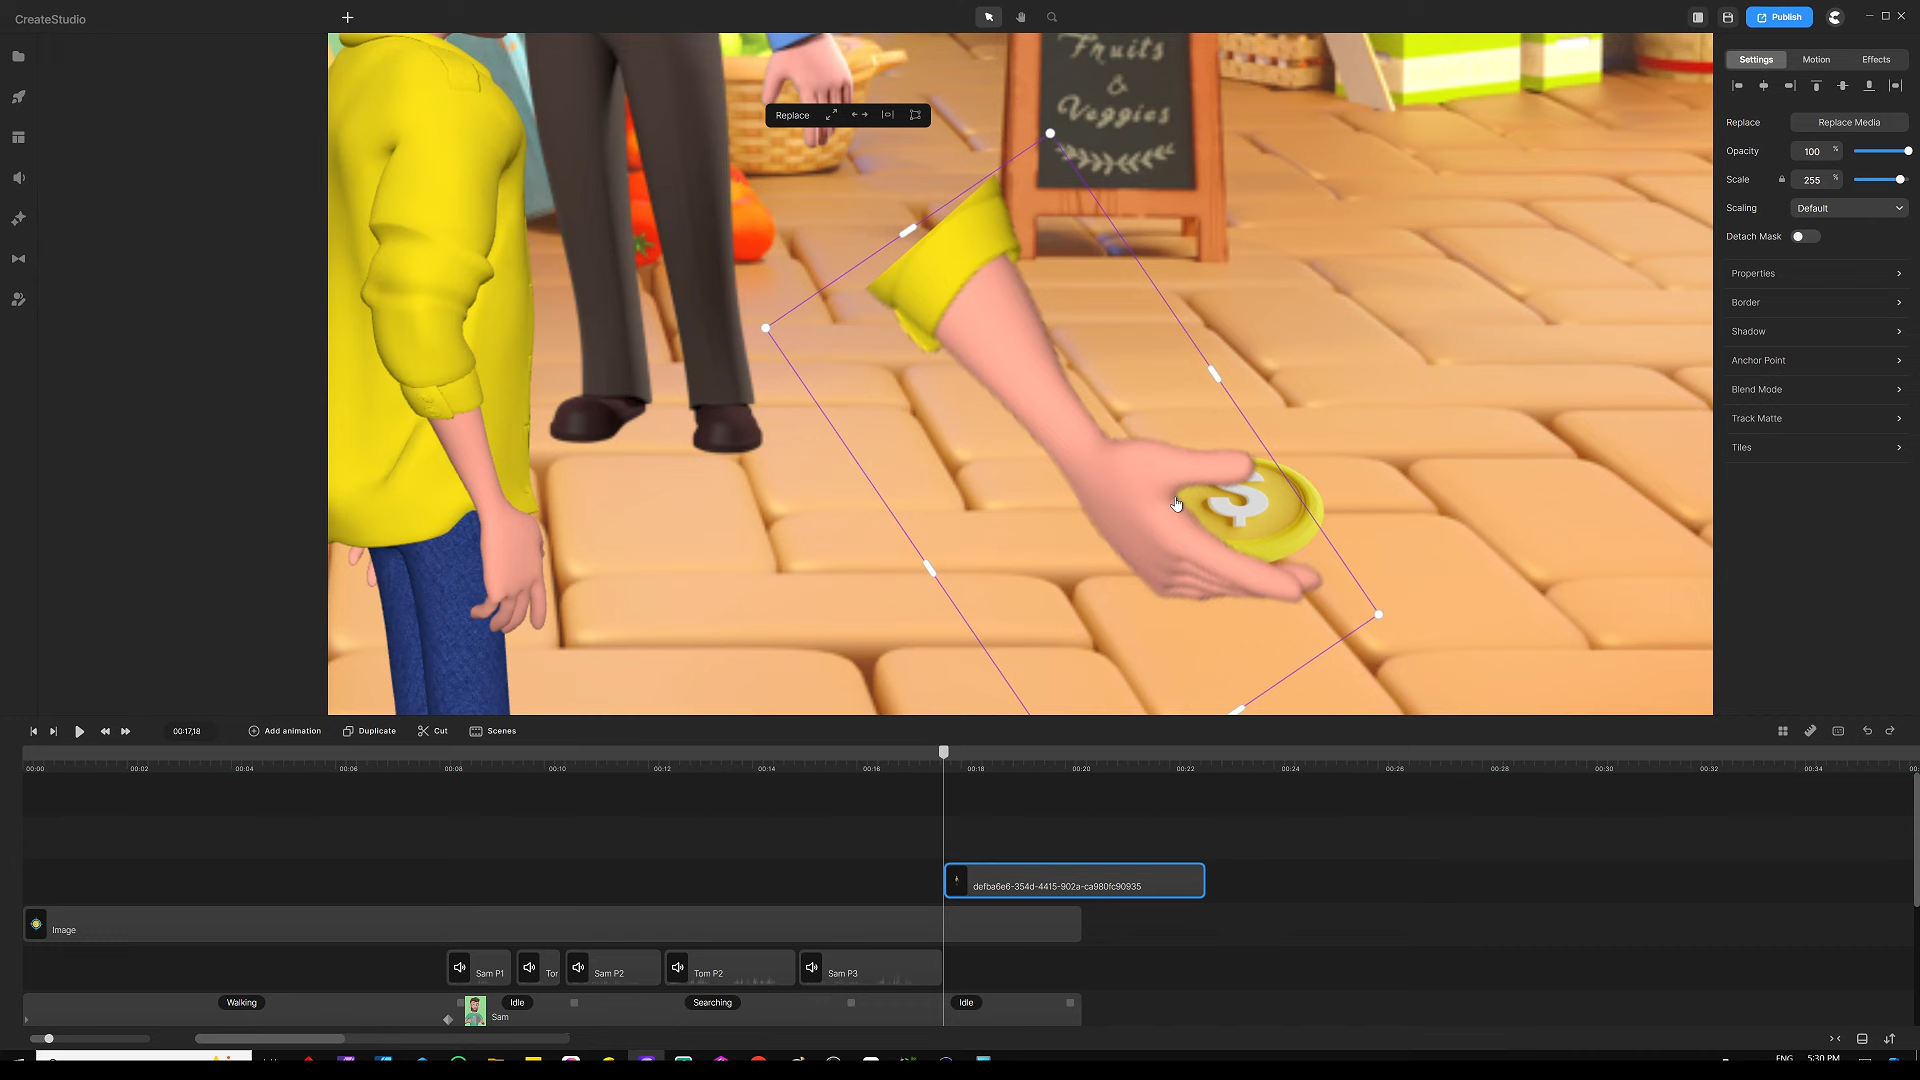 CreateStudio
Publish
Fruits
&
Veggies
Replace
$
Settings Motion Effects
Replace Replace Media
Opacity 100 %
Scale 255 %
Scaling Default
Detach Mask
Properties
Border
Shadow
Anchor Point
Blend Mode
Track Matte
Tiles
00:17,18 Add animation Duplicate Cut Scenes
00:00 00:02 00:04 00:06 00:08 00:10 00:12 00:14 00:16 00:18 00:20 00:22 00:24 00:26 00:28 00:30 00:32 00:34 00:
defba6e6-354d-4415-902a-ca980fc90935
Image
Sam P1 Tor Sam P2 Tom P2 Sam P3
Walking Idle Searching Idle
Sam
ENG 5:30 PM